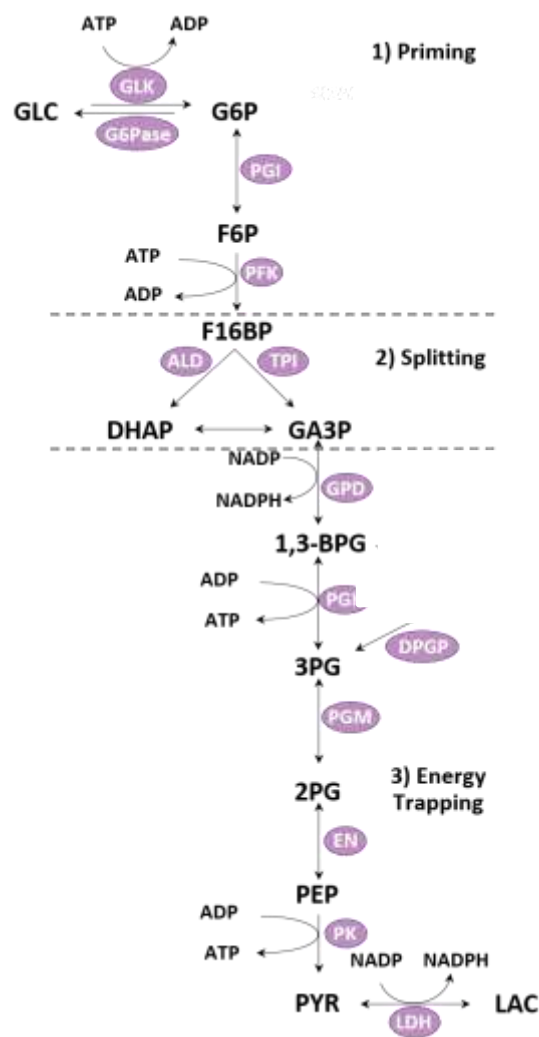 ATP ADP
1) Priming
GLK
GLC G6P
G6Pase
PGI
F6P
ATP
PFK
ADP
F16BP
ALD TPI
2) Splitting
DHAP GA3P
NADP
GPD
NADPH
1,3-BPG
ADP
ATP
DPGP
3PG
PGM
2PG
3) Energy
Trapping
EN
PEP
ADP
PK
ATP
NADP NADPH
PYR LAC
LDH